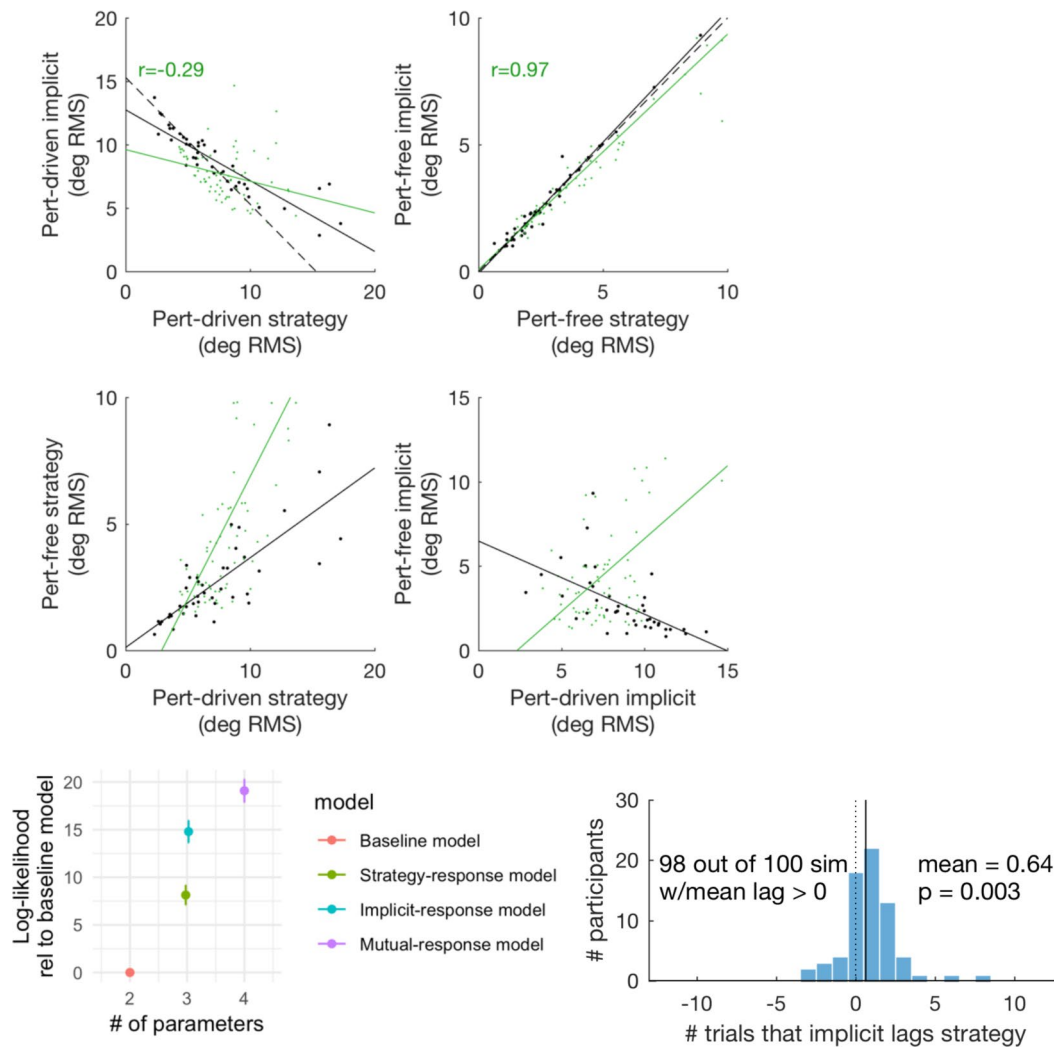 20
15
10
5
0
r=-0.29
Pert-driven implicit
(deg RMS)
0 10 20
Pert-driven strategy
(deg RMS)
10
5
0
r=0.97
Pert-free implicit
(deg RMS)
0 5 10
Pert-free strategy
(deg RMS)
10
5
0
Pert-free strategy
(deg RMS)
0 10 20
Pert-driven strategy
(deg RMS)
15
10
5
0
Pert-free implicit
(deg RMS)
0 5 10 15
Pert-driven implicit
(deg RMS)
20
15
10
5
0
Log-likelihood
rel to baseline model
2 3 4
# of parameters
model
Baseline model
Strategy-response model
Implicit-response model
Mutual-response model
30
20
10
0
# participants
98 out of 100 sim
w/mean lag > 0
mean = 0.64
p = 0.003
-10 -5 0 5 10
# trials that implicit lags strategy